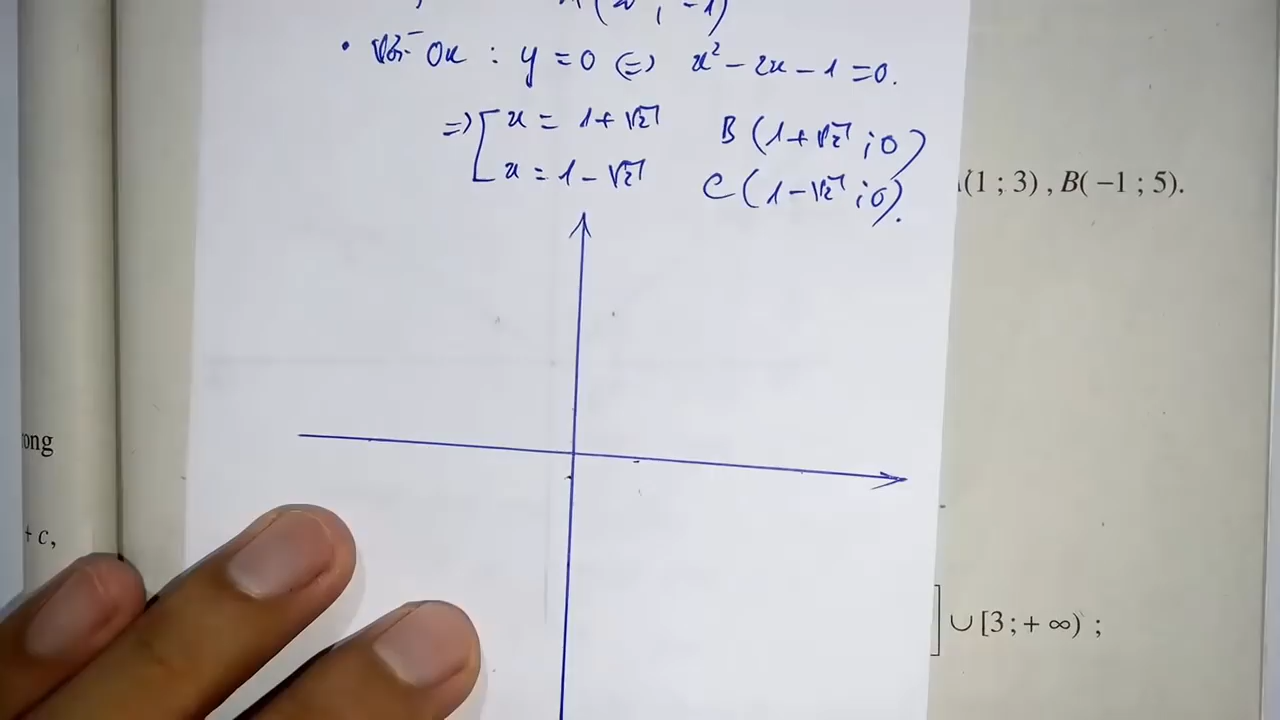 ; -1)
Ox : y = 0 <=> x² - 2x - 1 = 0.
=> [ x = 1 + √2 B (1 + √2 ; 0)
x = 1 - √2 C (1 - √2 ; 0).
(1 ; 3) , B( -1 ; 5).
ong
+ c,
] ∪ [3 ; + ∞) ;